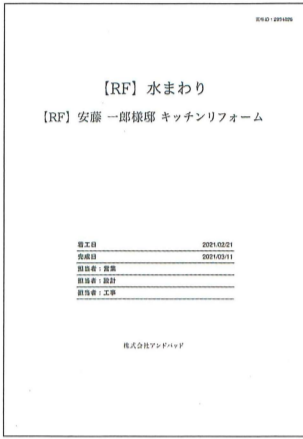 【RF】水まわり
【RF】安藤 一郎様邸 キッチンリフォーム
着工日 2021/02/21
完成日 2021/03/11
担当者：営業
担当者：設計
担当者：工事
株式会社アンドパッド